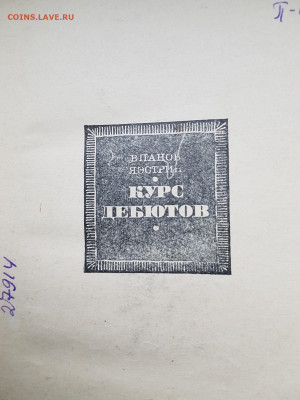 COINS.LAVE.RU
П-
В.ПАНОВ
Я.ЭСТРИН
КУРС
ДЕБЮТОВ
27914